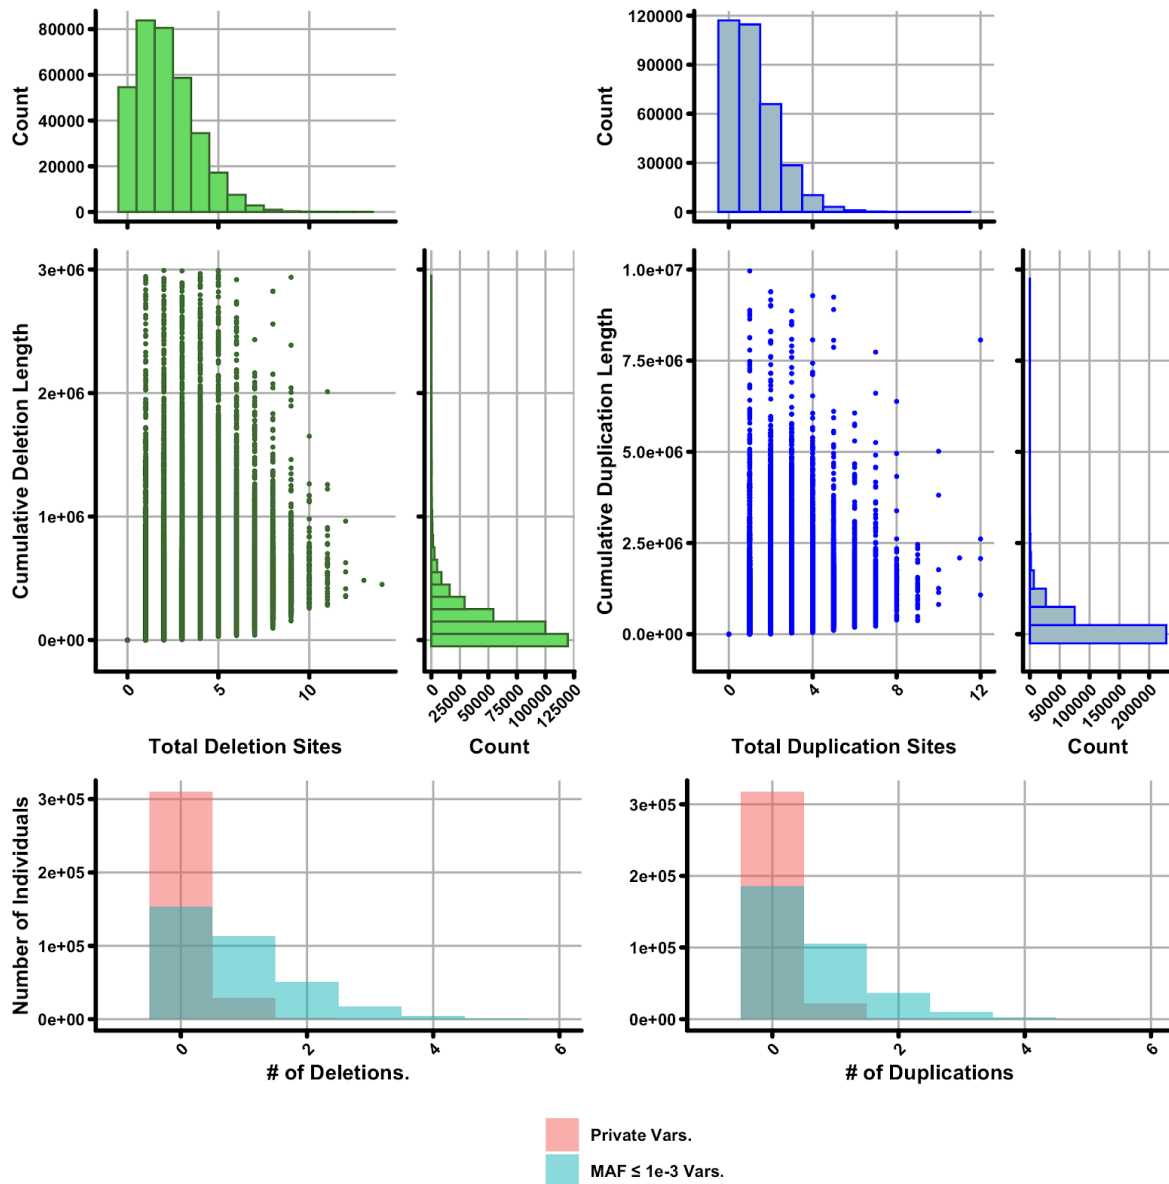 80000
60000
40000
20000
0
Count
120000
90000
60000
30000
0
Count
3e+06
2e+06
1e+06
0e+00
Cumulative Deletion Length
0
5
10
Total Deletion Sites
0
25000
50000
75000
100000
125000
Count
1.0e+07
7.5e+06
5.0e+06
2.5e+06
0.0e+00
Cumulative Duplication Length
0
4
8
12
Total Duplication Sites
0
50000
100000
150000
200000
Count
3e+05
2e+05
1e+05
0e+00
Number of Individuals
0
2
4
6
# of Deletions.
3e+05
2e+05
1e+05
0e+00
0
2
4
6
# of Duplications
Private Vars.
MAF ≤ 1e-3 Vars.